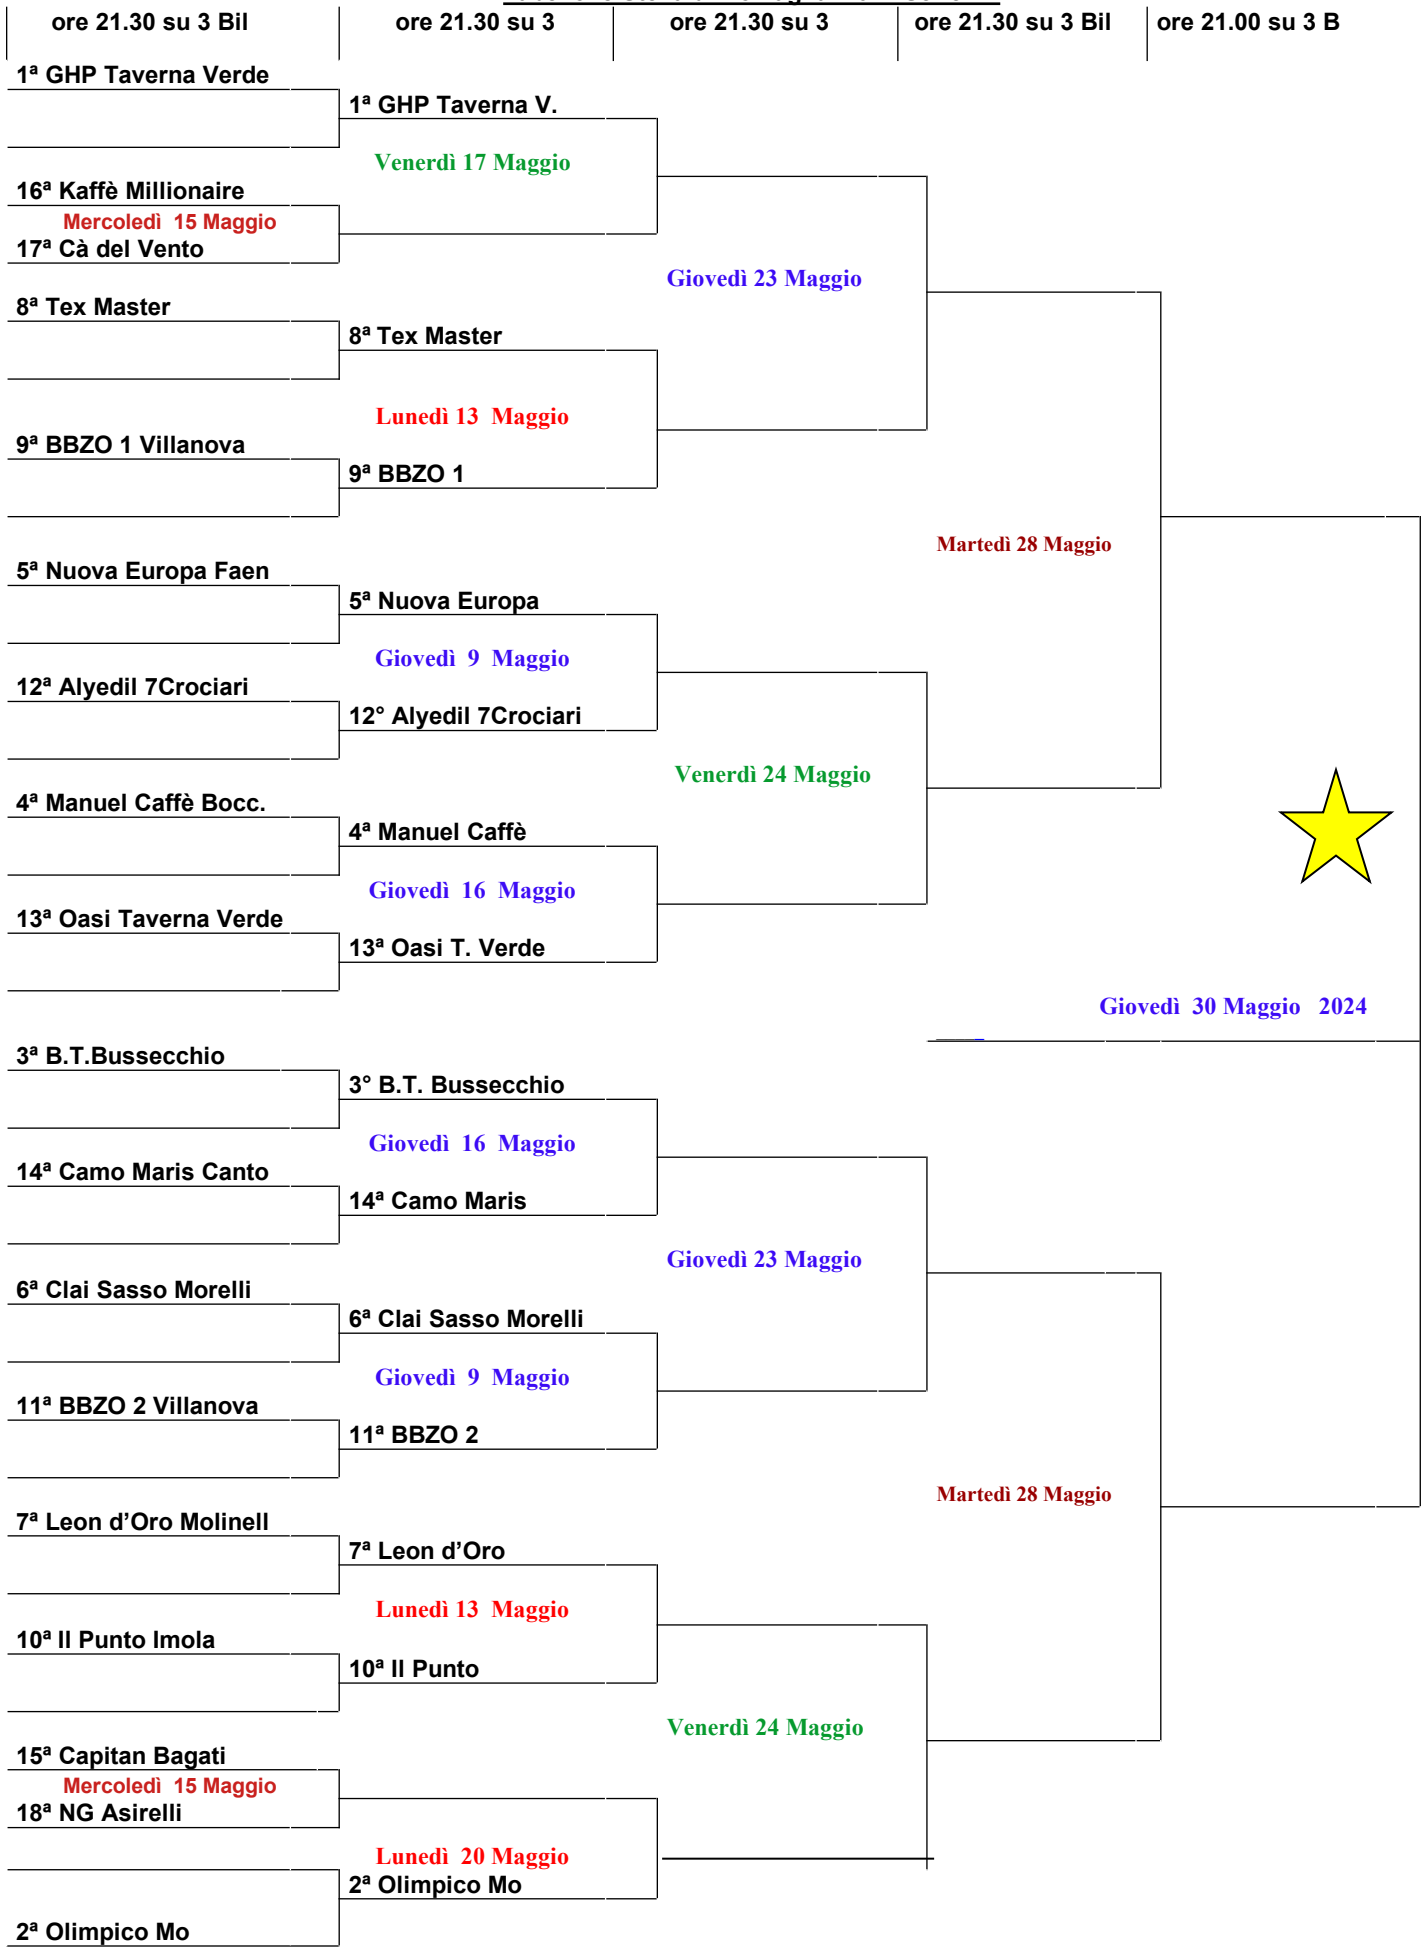 ore 21.30 su 3 Bil
ore 21.30 su 3
ore 21.30 su 3
ore 21.30 su 3 Bil
ore 21.00 su 3 B
1ª GHP Taverna Verde
1ª GHP Taverna V.
Venerdì 17 Maggio
16ª Kaffè Millionaire
Mercoledì 15 Maggio
17ª Cà del Vento
Giovedì 23 Maggio
8ª Tex Master
8ª Tex Master
Lunedì 13 Maggio
9ª BBZO 1 Villanova
9ª BBZO 1
Martedì 28 Maggio
5ª Nuova Europa Faen
5ª Nuova Europa
Giovedì 9 Maggio
12ª Alyedil 7Crociari
12° Alyedil 7Crociari
Venerdì 24 Maggio
4ª Manuel Caffè Bocc.
4ª Manuel Caffè
Giovedì 16 Maggio
13ª Oasi Taverna Verde
13ª Oasi T. Verde
Giovedì 30 Maggio 2024
3ª B.T.Bussecchio
3° B.T. Bussecchio
Giovedì 16 Maggio
14ª Camo Maris Canto
14ª Camo Maris
Giovedì 23 Maggio
6ª Clai Sasso Morelli
6ª Clai Sasso Morelli
Giovedì 9 Maggio
11ª BBZO 2 Villanova
11ª BBZO 2
Martedì 28 Maggio
7ª Leon d’Oro Molinell
7ª Leon d’Oro
Lunedì 13 Maggio
10ª Il Punto Imola
10ª Il Punto
Venerdì 24 Maggio
15ª Capitan Bagati
Mercoledì 15 Maggio
18ª NG Asirelli
Lunedì 20 Maggio
2ª Olimpico Mo
2ª Olimpico Mo